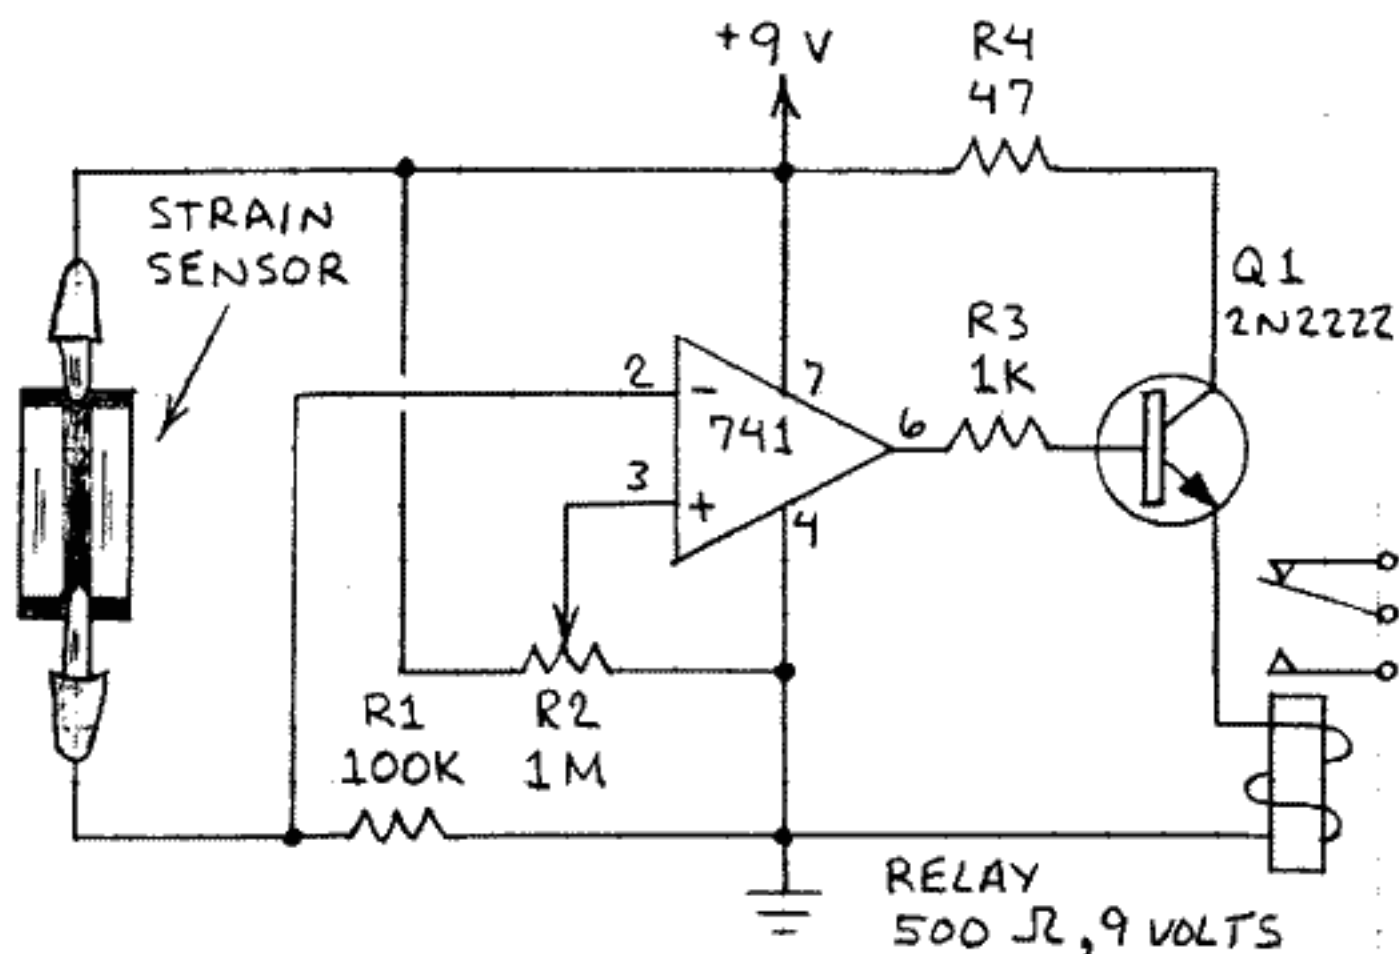 +9 V
R4
47
STRAIN
SENSOR
Q1
2N2222
R3
1K
2
-
7
741
6
3
+
4
R1
100K
R2
1M
RELAY
500 Ω, 9 VOLTS